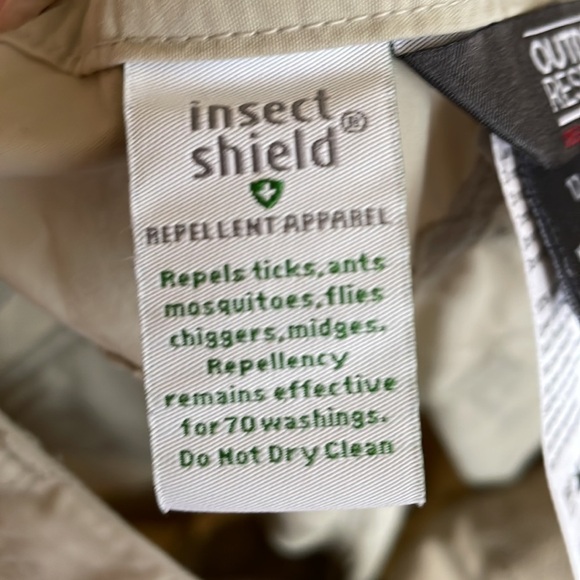 insect
shield®
REPELLENT APPAREL
Repels ticks, ants
mosquitoes, flies
chiggers, midges.
Repellency
remains effective
for 70 washings.
Do Not Dry Clean